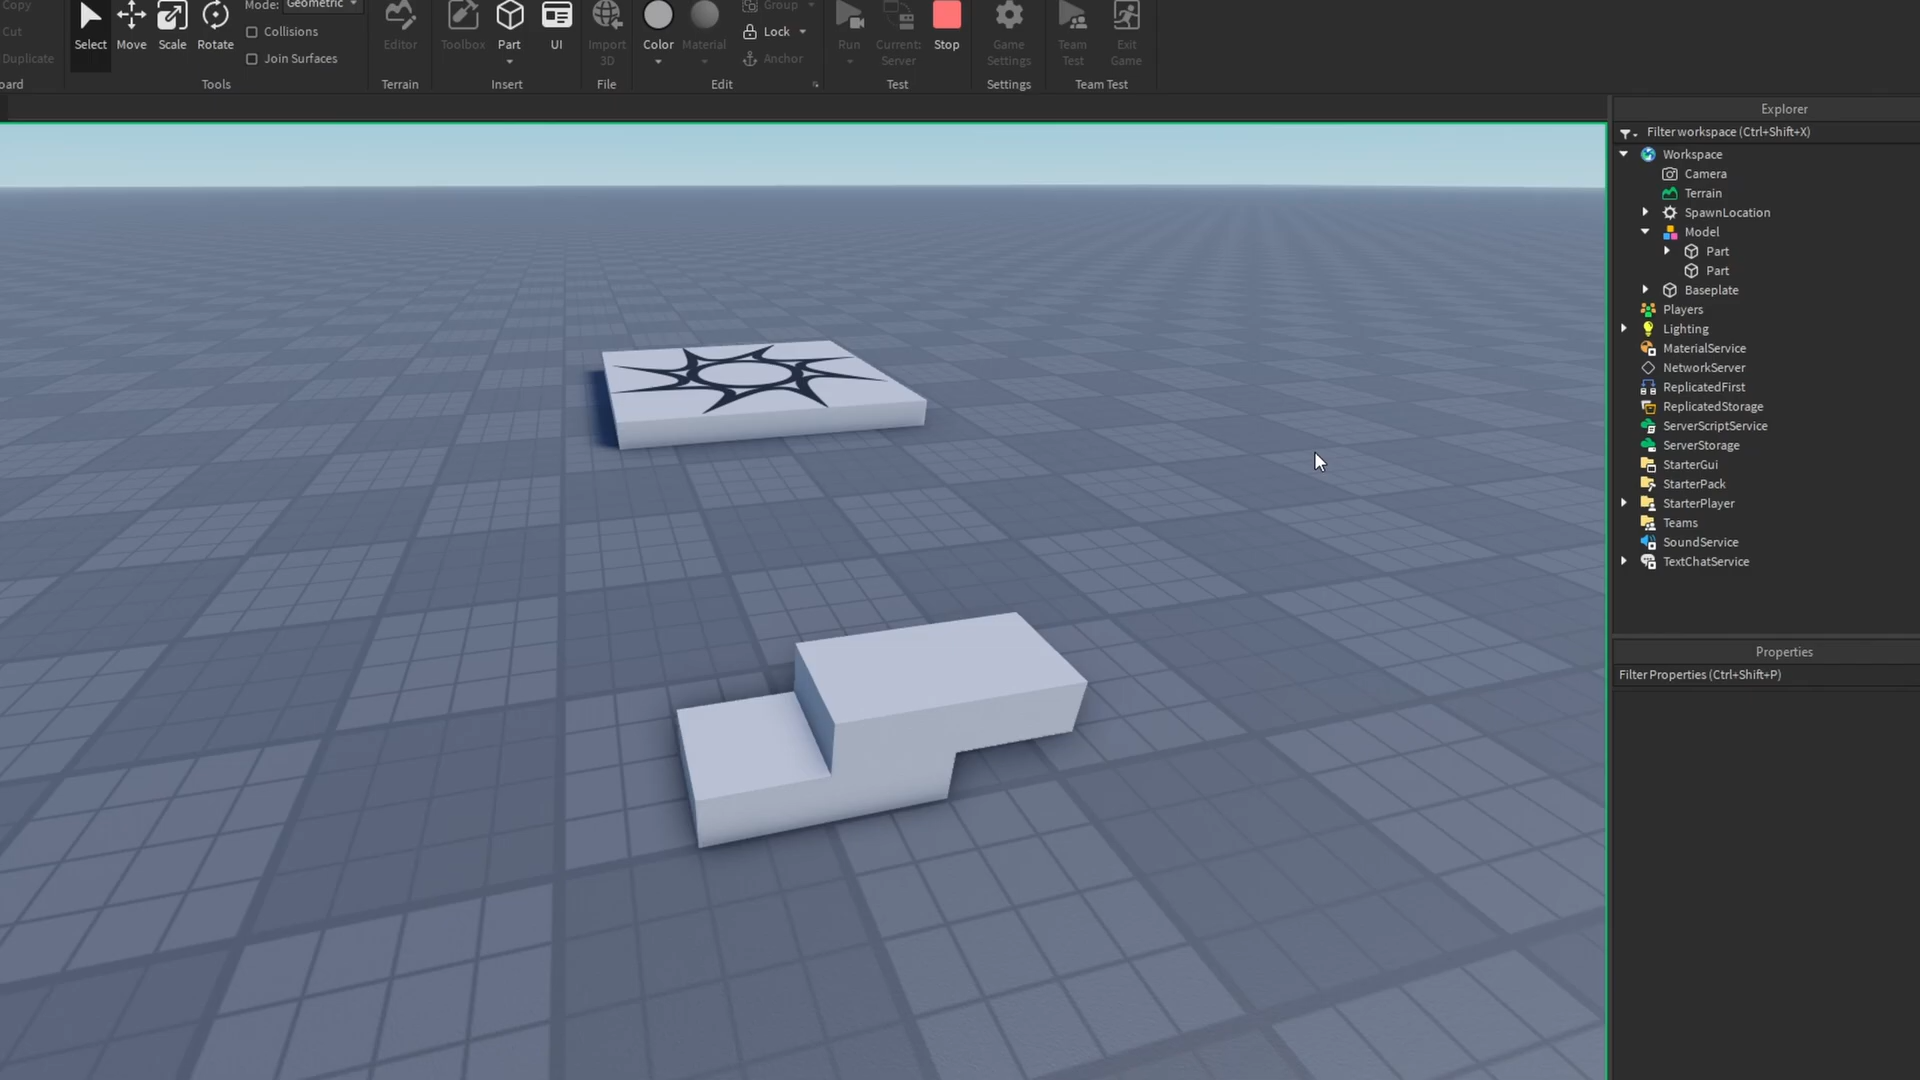 Copy
Cut
Duplicate
oard
Select
Move
Scale
Rotate
Mode: Geometric
Collisions
Join Surfaces
Tools
Editor
Terrain
Toolbox
Part
UI
Insert
Import
3D
File
Color
Material
Group
Lock
Anchor
Edit
Run
Current:
Server
Stop
Test
Game
Settings
Settings
Team
Test
Exit
Game
Team Test
Explorer
Filter workspace (Ctrl+Shift+X)
Workspace
Camera
Terrain
SpawnLocation
Model
Part
Part
Baseplate
Players
Lighting
MaterialService
NetworkServer
ReplicatedFirst
ReplicatedStorage
ServerScriptService
ServerStorage
StarterGui
StarterPack
StarterPlayer
Teams
SoundService
TextChatService
Properties
Filter Properties (Ctrl+Shift+P)